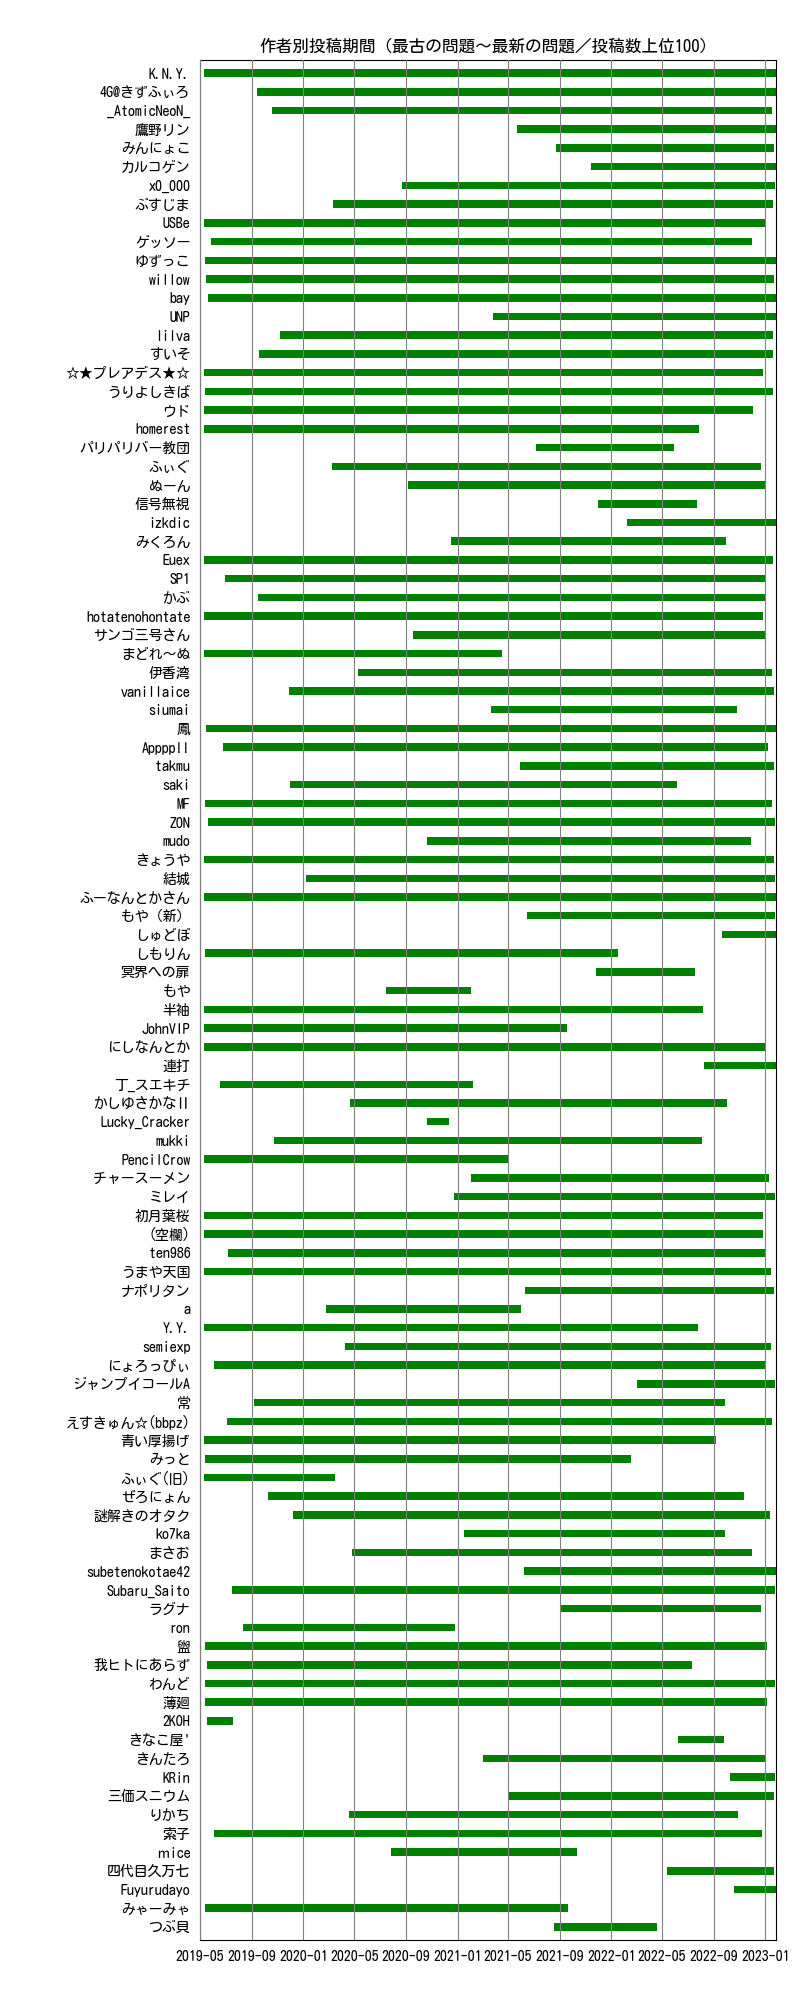 作者別投稿期間（最古の問題～最新の問題／投稿数上位100）
K.N.Y.
4G@きずふぃろ
_AtomicNeoN_
鷹野リン
みんにょこ
カルコゲン
x0_000
ぷすじま
USBe
ゲッソー
ゆずっこ
willow
bay
UNP
lilva
すいそ
☆★プレアデス★☆
うりよしきば
ウド
homerest
バリバリバー教団
ふぃぐ
ぬーん
信号無視
izkdic
みくろん
Euex
SP1
かぶ
hotatenohontate
サンゴ三号さん
まどれ～ぬ
伊香湾
vanillaice
siumai
鳳
AppppII
takmu
saki
MF
ZON
mudo
きょうや
結城
ふーなんとかさん
もや（新）
しゅどぼ
しもりん
冥界への扉
もや
半袖
JohnVIP
にしなんとか
連打
丁_スエキチ
かしゆさかなII
Lucky_Cracker
mukki
PencilCrow
チャースーメン
ミレイ
初月葉桜
(空欄)
ten986
うまや天国
ナポリタン
a
Y.Y.
semiexp
にょろっぴぃ
ジャンプイコールA
常
えすきゅん☆(bbpz)
青い厚揚げ
みっと
ふぃぐ(旧)
ぜろにょん
謎解きのオタク
ko7ka
まさお
subetenokotae42
Subaru_Saito
ラグナ
ron
盥
我ヒトにあらず
わんど
薄廻
2KOH
きなこ屋'
きんたろ
KRin
三価スニウム
りかち
索子
mice
四代目久万七
Fuyurudayo
みゃーみゃ
つぶ貝
2019-05 2019-09 2020-01 2020-05 2020-09 2021-01 2021-05 2021-09 2022-01 2022-05 2022-09 2023-01